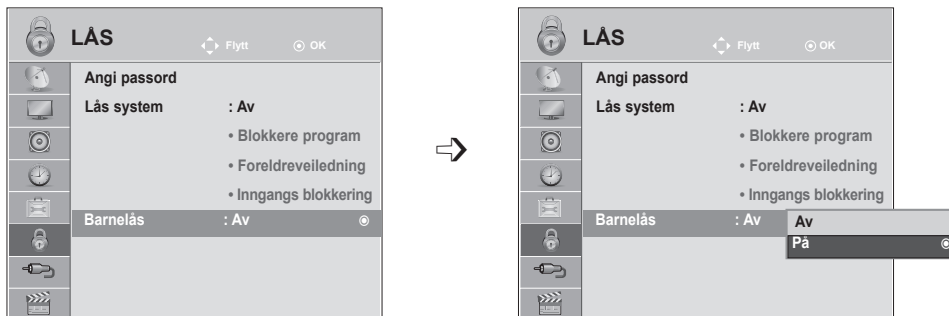 LÅS
Flytt
OK
Angi passord
Lås system : Av
• Blokkere program
• Foreldreveiledning
• Inngangs blokkering
Barnelås : Av
LÅS
Flytt
OK
Angi passord
Lås system : Av
• Blokkere program
• Foreldreveiledning
• Inngangs blokkering
Barnelås : Av
Av
På